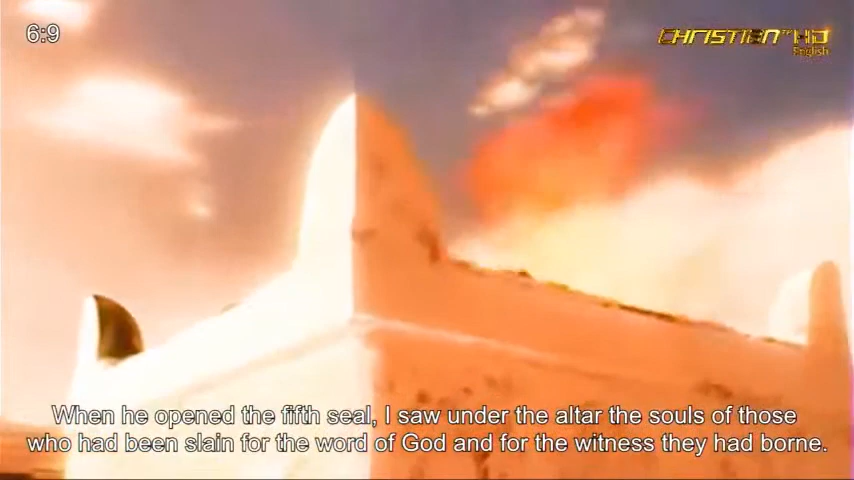 6:9
CHRISTIAN TV HD
English
When he opened the fifth seal, I saw under the altar the souls of those
who had been slain for the word of God and for the witness they had borne.